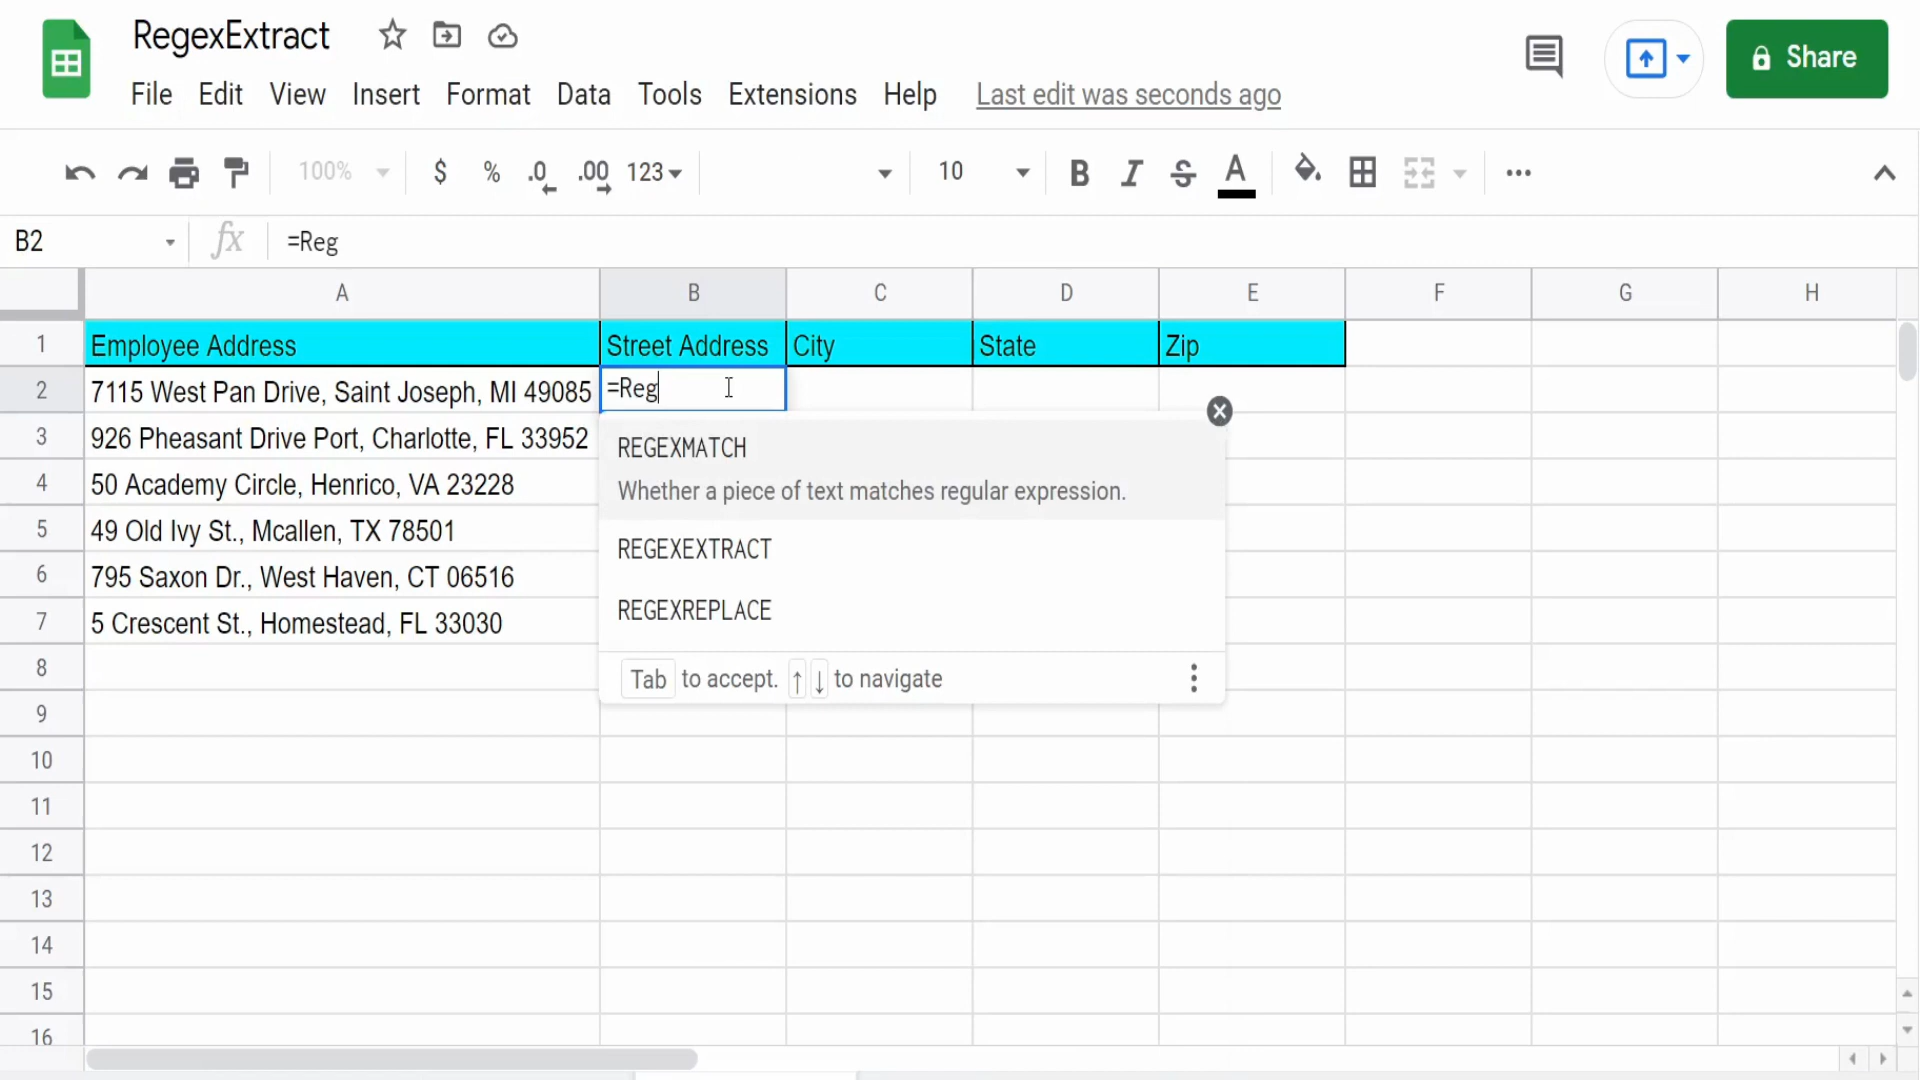 RegexExtract
File Edit View Insert Format Data Tools Extensions Help Last edit was seconds ago
Share
100% $ % .0 .00 123 10 B I S A
B2 fx =Reg
A B C D E F G H
1 Employee Address Street Address City State Zip
2 7115 West Pan Drive, Saint Joseph, MI 49085 =Reg
3 926 Pheasant Drive Port, Charlotte, FL 33952
REGEXMATCH
4 50 Academy Circle, Henrico, VA 23228
Whether a piece of text matches regular expression.
5 49 Old Ivy St., Mcallen, TX 78501
REGEXEXTRACT
6 795 Saxon Dr., West Haven, CT 06516
REGEXREPLACE
7 5 Crescent St., Homestead, FL 33030
8
Tab to accept. ↑ ↓ to navigate
9
10
11
12
13
14
15
16